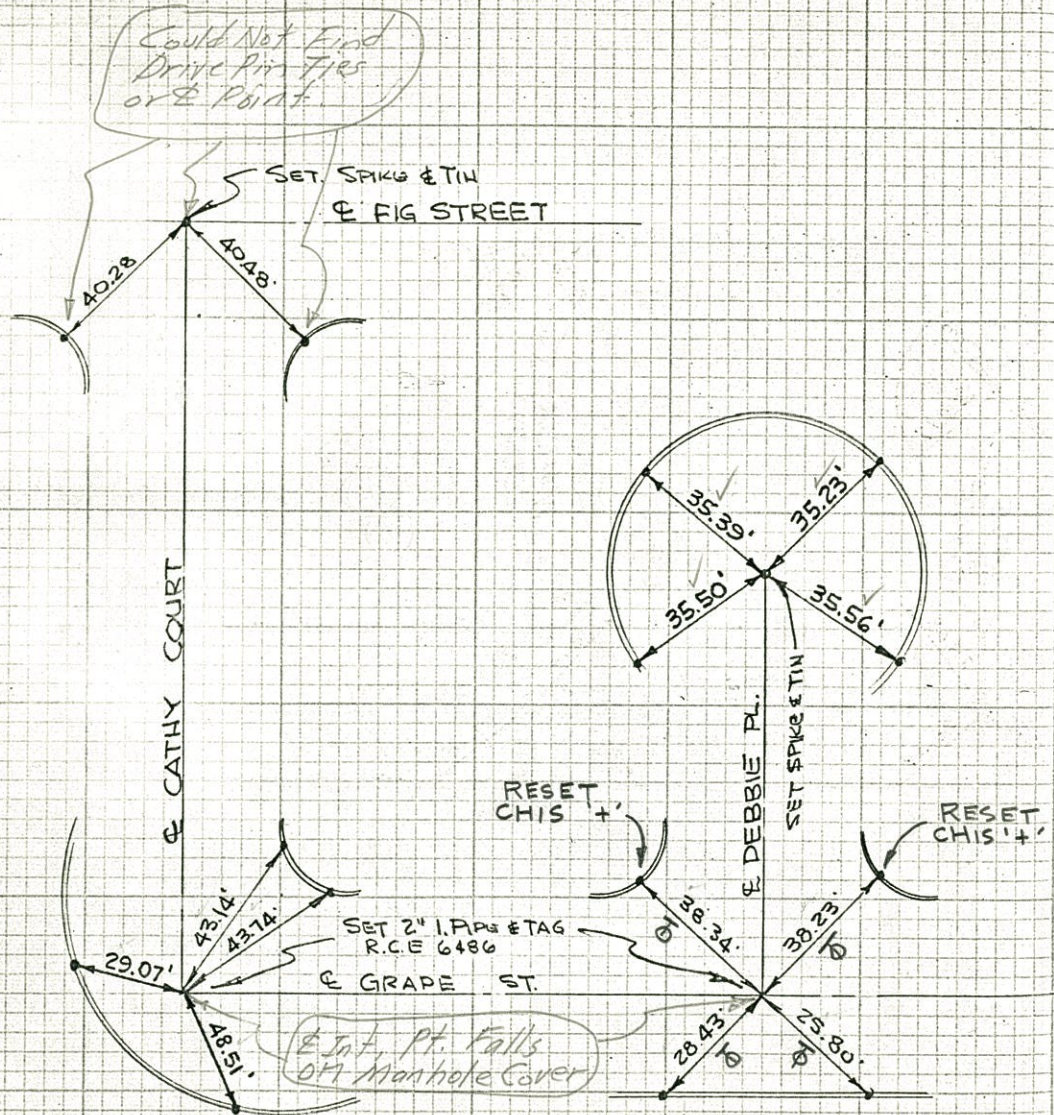 Could Not Find
Drive Pin Ties
or ℄ Point
SET. SPIKE & TIN
℄ FIG STREET
40.28
40.48'
35.39'
35.23'
35.50'
35.56'
℄ CATHY COURT
℄ DEBBIE PL.
SET SPIKE & TIN
RESET
CHIS '+'
RESET
CHIS '+'
43.14'
43.74'
SET 2" I. PIPE & TAG
R.C.E 6486
38.34'
38.23'
29.07'
℄ GRAPE ST.
48.51'
℄ Int. Pt. Falls
on Manhole Cover
28.43'
25.80'